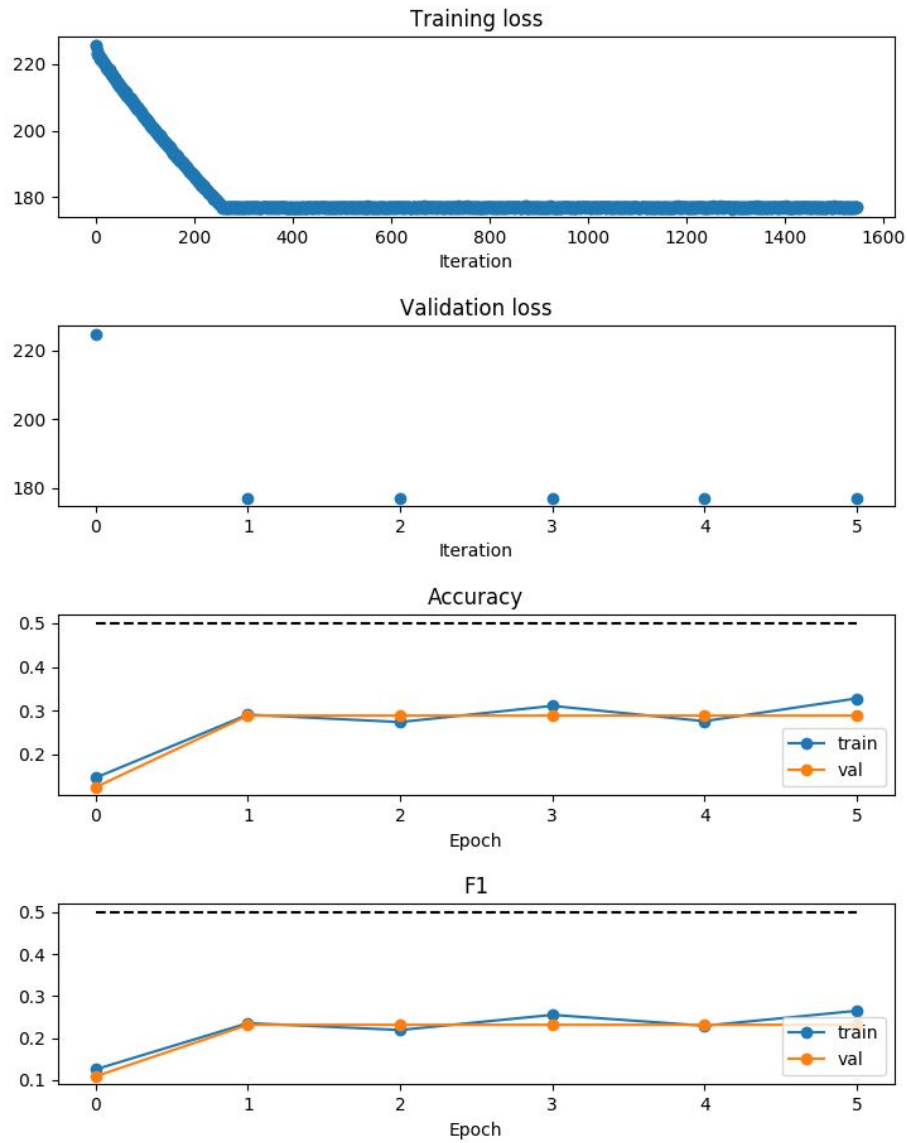 Training loss
220
200
180
0 200 400 600 800 1000 1200 1400 1600
Iteration
Validation loss
220
200
180
0 1 2 3 4 5
Iteration
Accuracy
0.5
0.4
0.3
0.2
train
val
0 1 2 3 4 5
Epoch
F1
0.5
0.4
0.3
0.2
0.1
train
val
0 1 2 3 4 5
Epoch